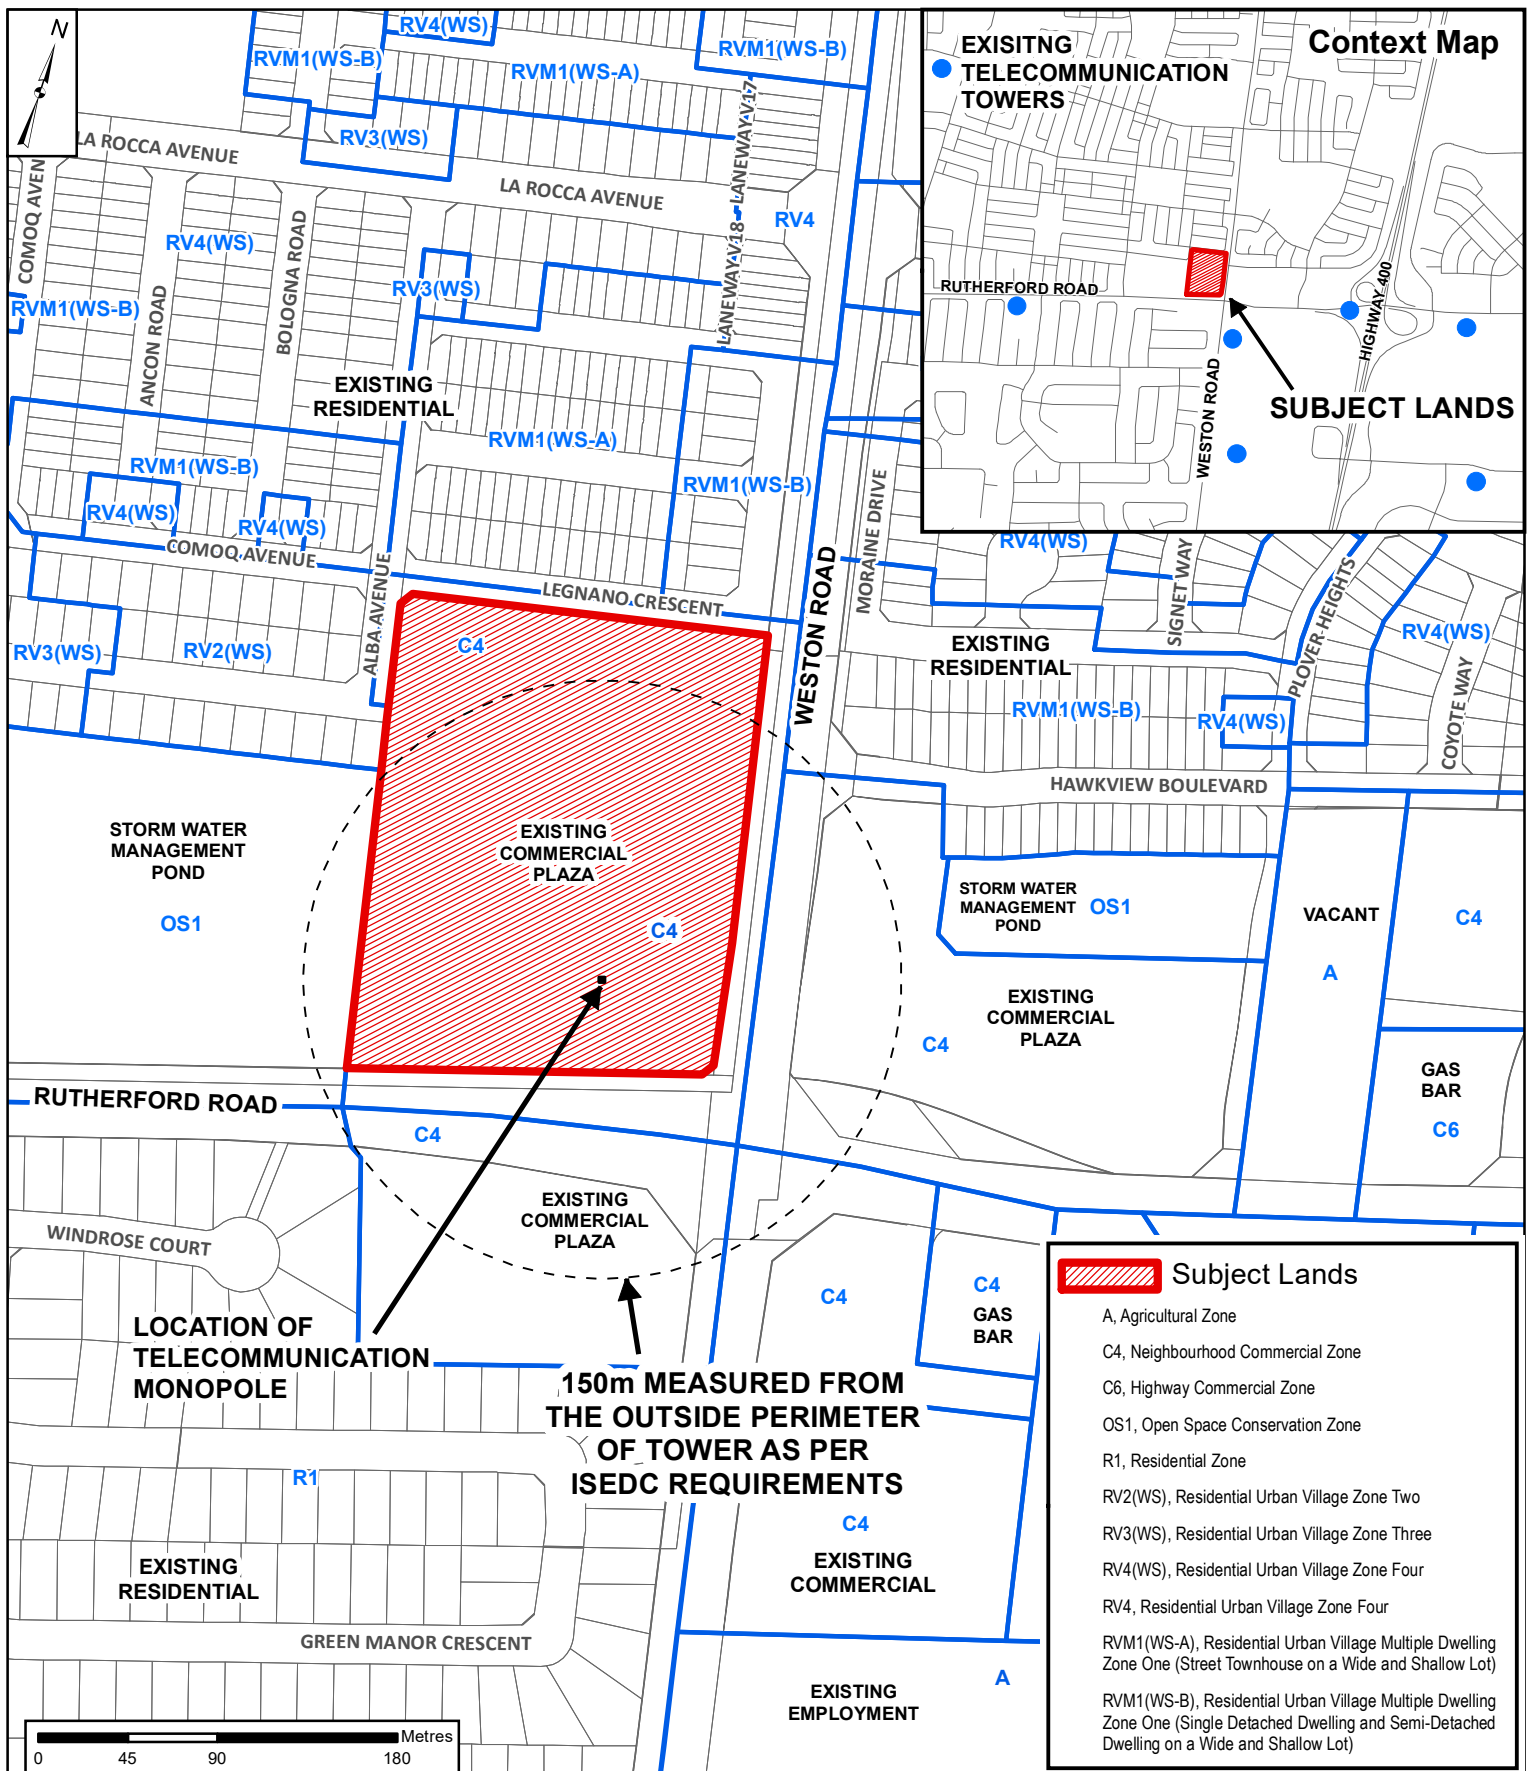 N
RV4(WS)
RVM1(WS-B)
RVM1(WS-A)
RVM1(WS-B)
RV3(WS)
LANEWAY V17
LA ROCCA AVENUE
LA ROCCA AVENUE
COMOQ AVEN
RV4(WS)
RV4
BOLOGNA ROAD
LANEWAY V18
RV3(WS)
RVM1(WS-B)
ANCON ROAD
EXISTING
RESIDENTIAL
RVM1(WS-A)
RVM1(WS-B)
RVM1(WS-B)
RV4(WS)
RV4(WS)
COMOQ AVENUE
ALBA AVENUE
LEGNANO CRESCENT
WESTON ROAD
MORAINE DRIVE
RV3(WS)
RV2(WS)
C4
Context Map
EXISITNG
TELECOMMUNICATION
TOWERS
RUTHERFORD ROAD
HIGHWAY 400
WESTON ROAD
SUBJECT LANDS
RV4(WS)
SIGNET WAY
PLOVER HEIGHTS
COYOTE WAY
EXISTING
RESIDENTIAL
RV4(WS)
RVM1(WS-B)
RV4(WS)
HAWKVIEW BOULEVARD
STORM WATER
MANAGEMENT
POND
OS1
EXISTING
COMMERCIAL
PLAZA
C4
STORM WATER
MANAGEMENT
POND
OS1
VACANT
A
C4
EXISTING
COMMERCIAL
PLAZA
C4
GAS
BAR
C6
RUTHERFORD ROAD
C4
EXISTING
COMMERCIAL
PLAZA
WINDROSE COURT
LOCATION OF
TELECOMMUNICATION
MONOPOLE
150m MEASURED FROM
THE OUTSIDE PERIMETER
OF TOWER AS PER
ISEDC REQUIREMENTS
C4
C4
GAS
BAR
R1
C4
EXISTING
COMMERCIAL
EXISTING
RESIDENTIAL
GREEN MANOR CRESCENT
A
EXISTING
EMPLOYMENT
Metres
0 45 90 180
Subject Lands
A, Agricultural Zone
C4, Neighbourhood Commercial Zone
C6, Highway Commercial Zone
OS1, Open Space Conservation Zone
R1, Residential Zone
RV2(WS), Residential Urban Village Zone Two
RV3(WS), Residential Urban Village Zone Three
RV4(WS), Residential Urban Village Zone Four
RV4, Residential Urban Village Zone Four
RVM1(WS-A), Residential Urban Village Multiple Dwelling
Zone One (Street Townhouse on a Wide and Shallow Lot)
RVM1(WS-B), Residential Urban Village Multiple Dwelling
Zone One (Single Detached Dwelling and Semi-Detached
Dwelling on a Wide and Shallow Lot)